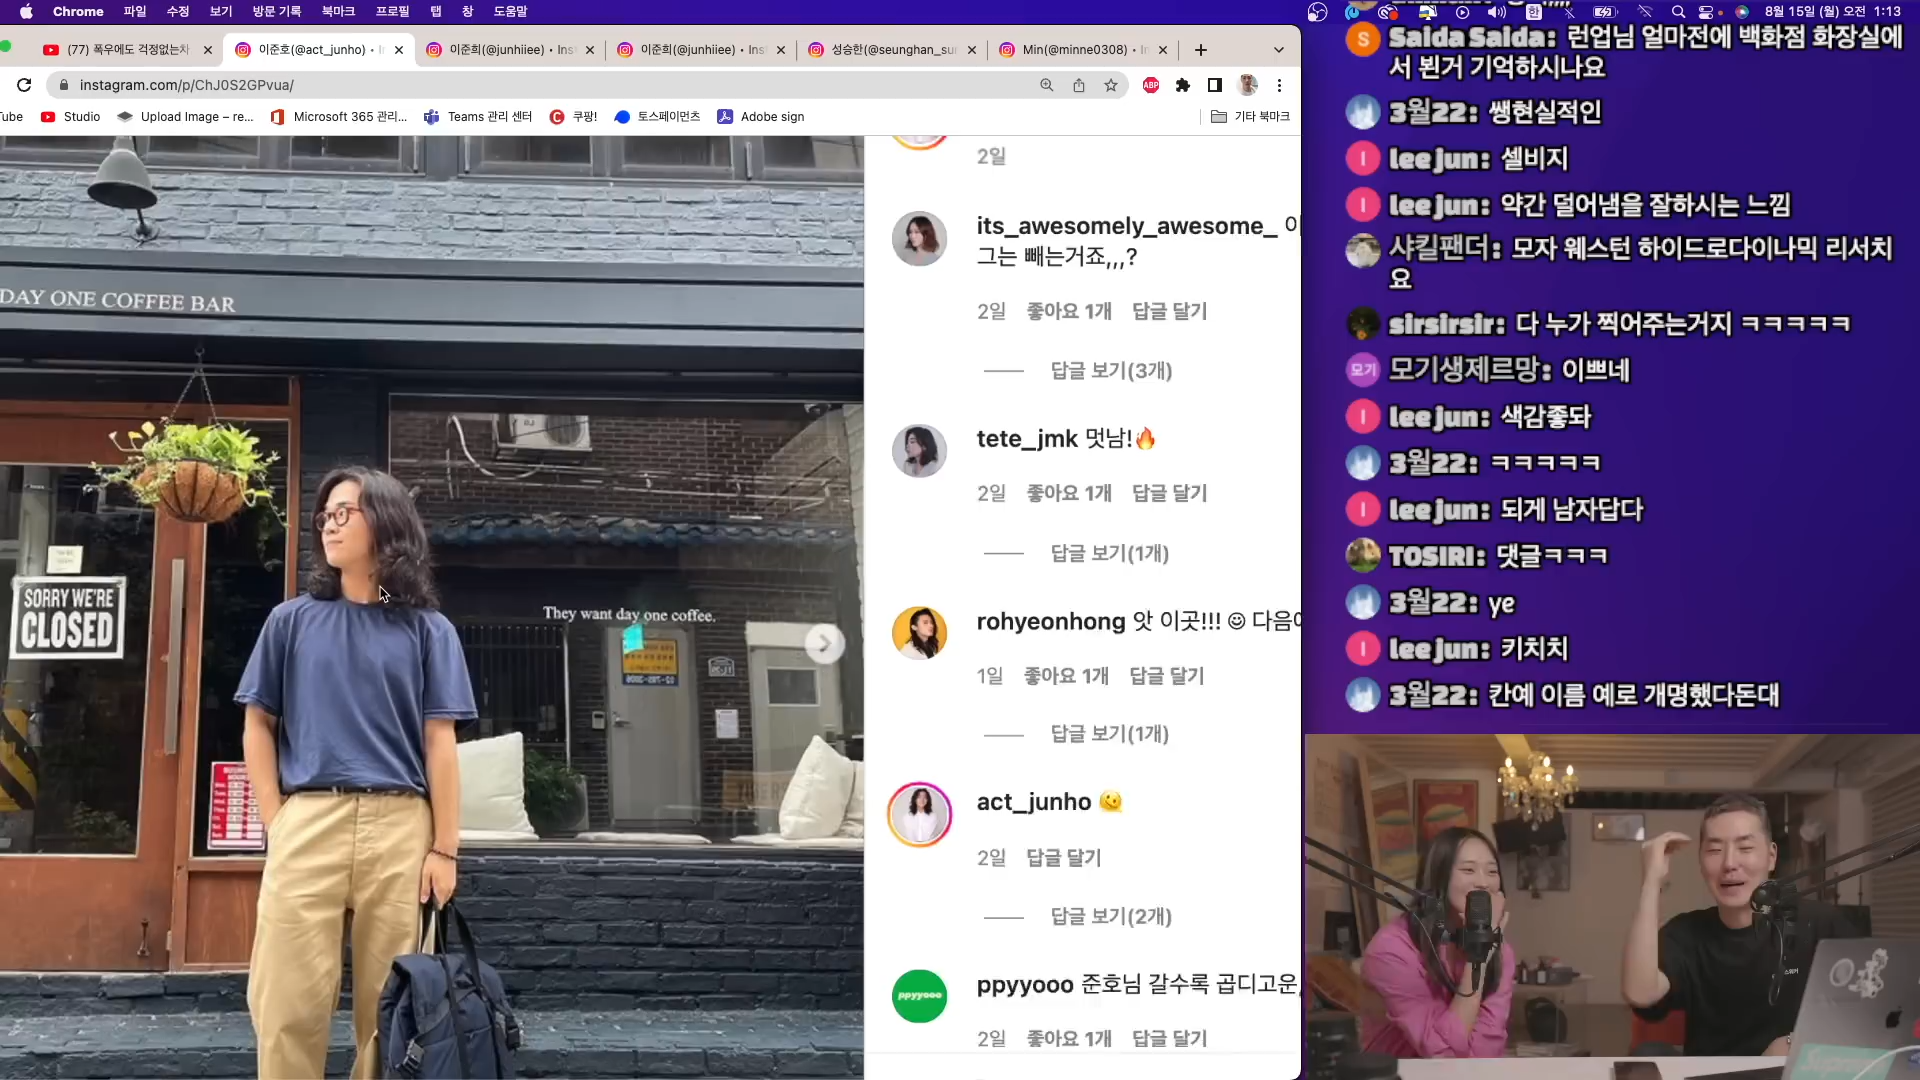 Chrome 파일 수정 보기 방문 기록 북마크 프로필 탭 창 도움말
한 8월 15일 (월) 오전 1:13
(77) 폭우에도 걱정없는차
이준호(@act_junho) • In
이준희(@junhiiee) • Inst
이준희(@junhiiee) • Inst
성승한(@seunghan_su
Min(@minne0308) • In
instagram.com/p/ChJ0S2GPvua/
ABP
Tube
Studio
Upload Image – re...
Microsoft 365 관리...
Teams 관리 센터
쿠팡!
토스페이먼츠
Adobe sign
기타 북마크
DAY ONE COFFEE BAR
SORRY WE'RE
CLOSED
They want day one coffee.
2일
its_awesomely_awesome_ 이
그는 빼는거죠,,,?
2일 좋아요 1개 답글 달기
답글 보기(3개)
tete_jmk 멋남!🔥
2일 좋아요 1개 답글 달기
답글 보기(1개)
rohyeonhong 앗 이곳!!! ☺ 다음에
1일 좋아요 1개 답글 달기
답글 보기(1개)
act_junho 🫠
2일 답글 달기
답글 보기(2개)
ppyyooo
ppyyooo 준호님 갈수록 곱디고운,
2일 좋아요 1개 답글 달기
S
Saida Saida: 런업님 얼마전에 백화점 화장실에
서 뵌거 기억하시나요
3월22: 쌩현실적인
lee jun: 셀비지
lee jun: 약간 덜어냄을 잘하시는 느낌
샤킬팬더: 모자 웨스턴 하이드로다이나믹 리서치
요
sirsirsir: 다 누가 찍어주는거지 ㅋㅋㅋㅋㅋ
모기
모기생제르망: 이쁘네
lee jun: 색감좋돠
3월22: ㅋㅋㅋㅋㅋ
lee jun: 되게 남자답다
TOSIRI: 댓글ㅋㅋㅋ
3월22: ye
lee jun: 키치치
3월22: 칸예 이름 예로 개명했다돈대
Supreme